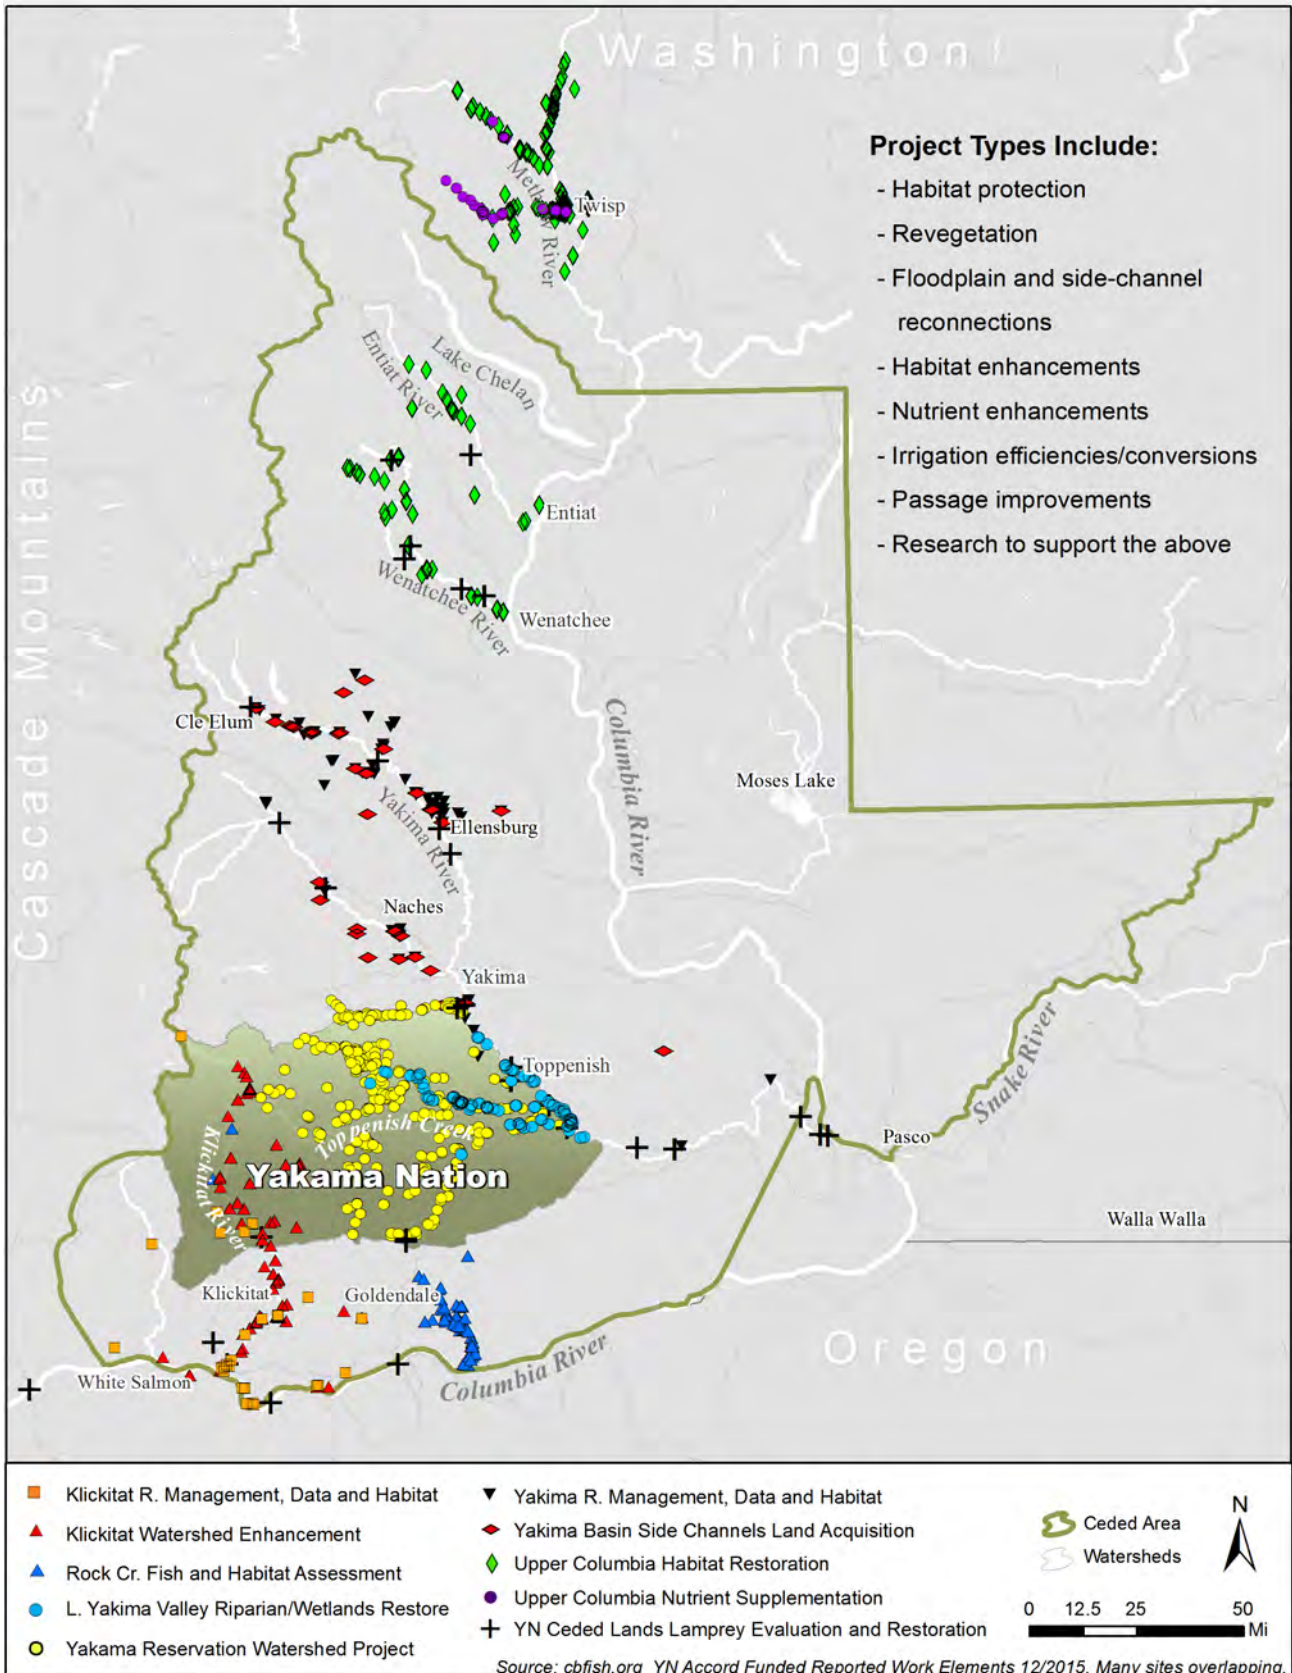 Washington
Project Types Include:
- Habitat protection
- Revegetation
- Floodplain and side-channel
reconnections
- Habitat enhancements
- Nutrient enhancements
- Irrigation efficiencies/conversions
- Passage improvements
- Research to support the above
Methow River
Twisp
Lake Chelan
Entiat River
Entiat
Wenatchee River
Wenatchee
Cascade Mountains
Cle Elum
Columbia River
Moses Lake
Yakima River
Ellensburg
Naches
Yakima
Toppenish
Toppenish Creek
Snake River
Pasco
Klickitat River
Yakama Nation
Walla Walla
Klickitat
Goldendale
Oregon
White Salmon
Columbia River
Klickitat R. Management, Data and Habitat
Klickitat Watershed Enhancement
Rock Cr. Fish and Habitat Assessment
L. Yakima Valley Riparian/Wetlands Restore
Yakama Reservation Watershed Project
Yakima R. Management, Data and Habitat
Yakima Basin Side Channels Land Acquisition
Upper Columbia Habitat Restoration
Upper Columbia Nutrient Supplementation
YN Ceded Lands Lamprey Evaluation and Restoration
Ceded Area
Watersheds
N
0 12.5 25 50
Mi
Source: cbfish.org YN Accord Funded Reported Work Elements 12/2015. Many sites overlapping.